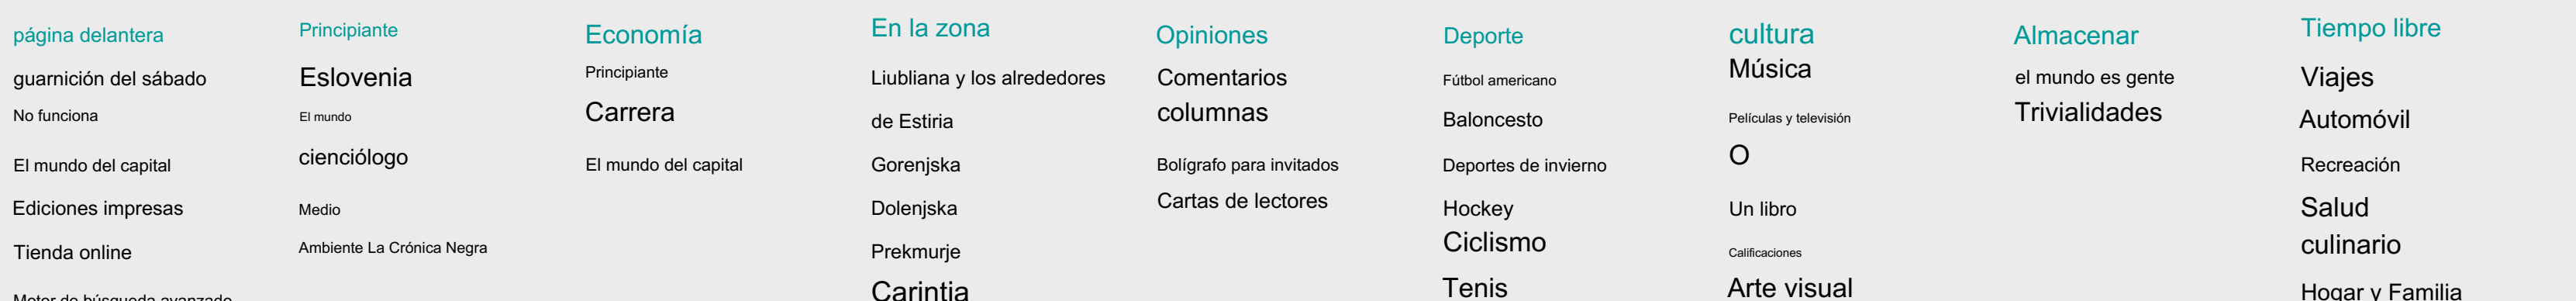 página delantera
guarnición del sábado
No funciona
El mundo del capital
Ediciones impresas
Tienda online
Motor de búsqueda avanzado
Principiante
Eslovenia
El mundo
cienciólogo
Medio
Ambiente La Crónica Negra
Economía
Principiante
Carrera
El mundo del capital
En la zona
Liubliana y los alrededores
de Estiria
Gorenjska
Dolenjska
Prekmurje
Carintia
Opiniones
Comentarios
columnas
Bolígrafo para invitados
Cartas de lectores
Deporte
Fútbol americano
Baloncesto
Deportes de invierno
Hockey
Ciclismo
Tenis
cultura
Música
Películas y televisión
O
Un libro
Calificaciones
Arte visual
Almacenar
el mundo es gente
Trivialidades
Tiempo libre
Viajes
Automóvil
Recreación
Salud
culinario
Hogar y Familia